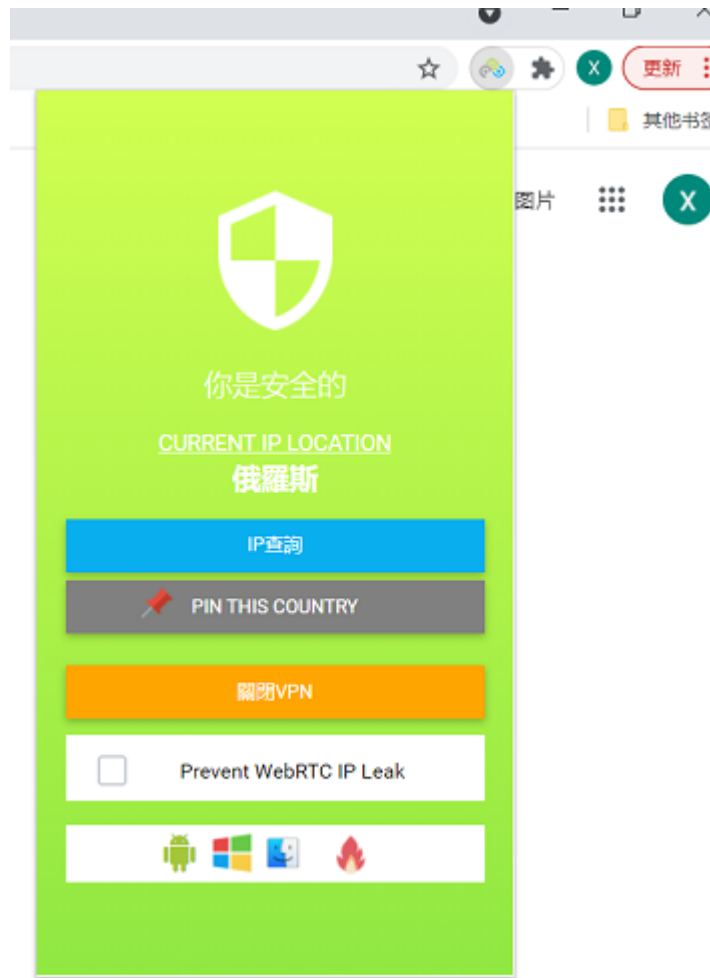 X
更新
其他书签
图片
X
你是安全的
CURRENT IP LOCATION
俄羅斯
IP查詢
PIN THIS COUNTRY
關閉VPN
Prevent WebRTC IP Leak